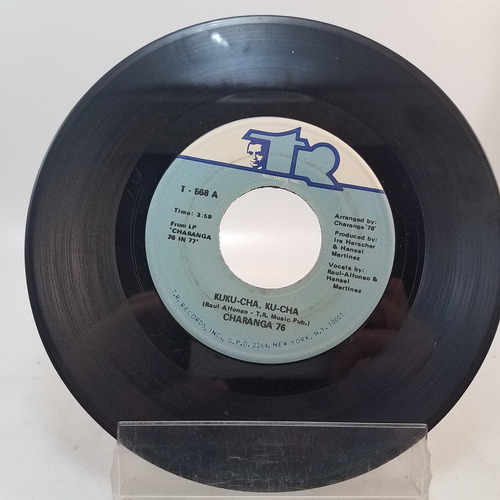 TR
RECORDS INC.
T - 568 A
Time: 3:58
From LP
"CHARANGA
76 IN 77"
Arranged by:
Charanga '76'
Produced by:
Ira Herscher
& Hansel
Martinez
Vocals by:
Raul-Alfonso &
Hansel
Martinez
KUKU-CHA, KU-CHA
(Raul Alfonso - T.R. Music Pub.)
CHARANGA 76
T.R. RECORDS, INC., G.P.O. 2264, NEW YORK, N.Y. 10001